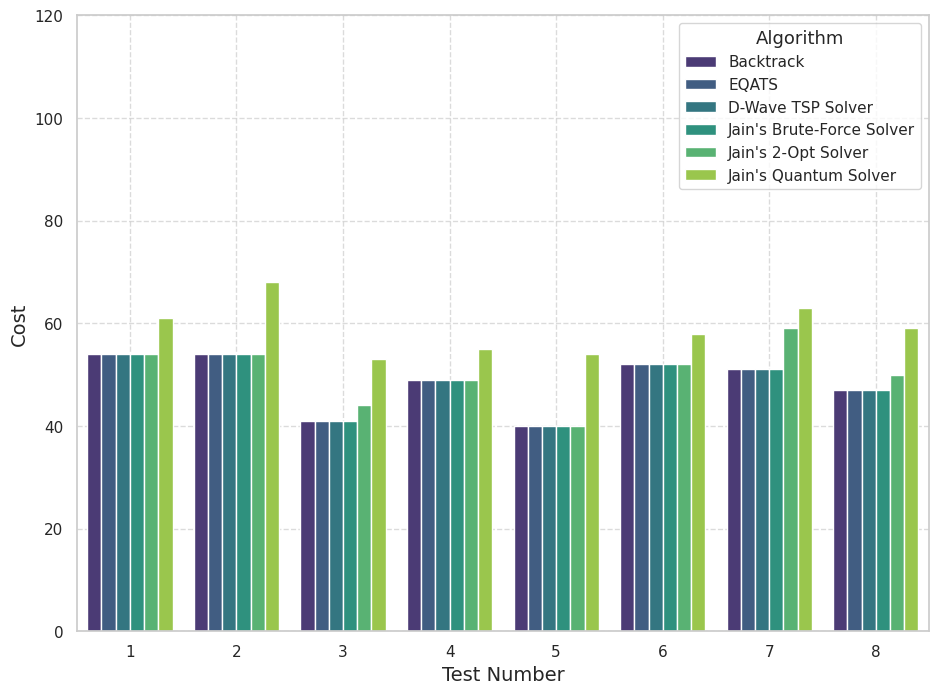 120
100
80
60
40
20
0
Cost
Algorithm
Backtrack
EQATS
D-Wave TSP Solver
Jain's Brute-Force Solver
Jain's 2-Opt Solver
Jain's Quantum Solver
1 2 3 4 5 6 7 8
Test Number